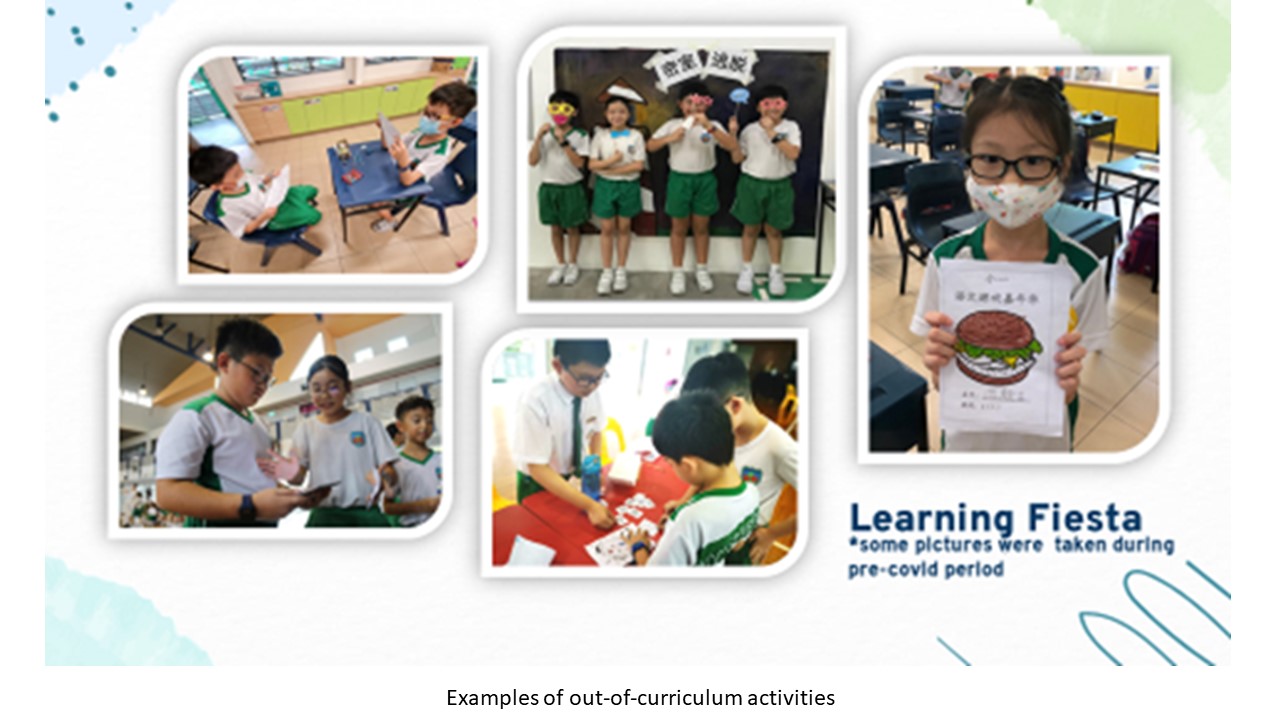 密室逃脱
语文游戏嘉年华
Learning Fiesta
*some pictures were taken during
pre-covid period
Examples of out-of-curriculum activities